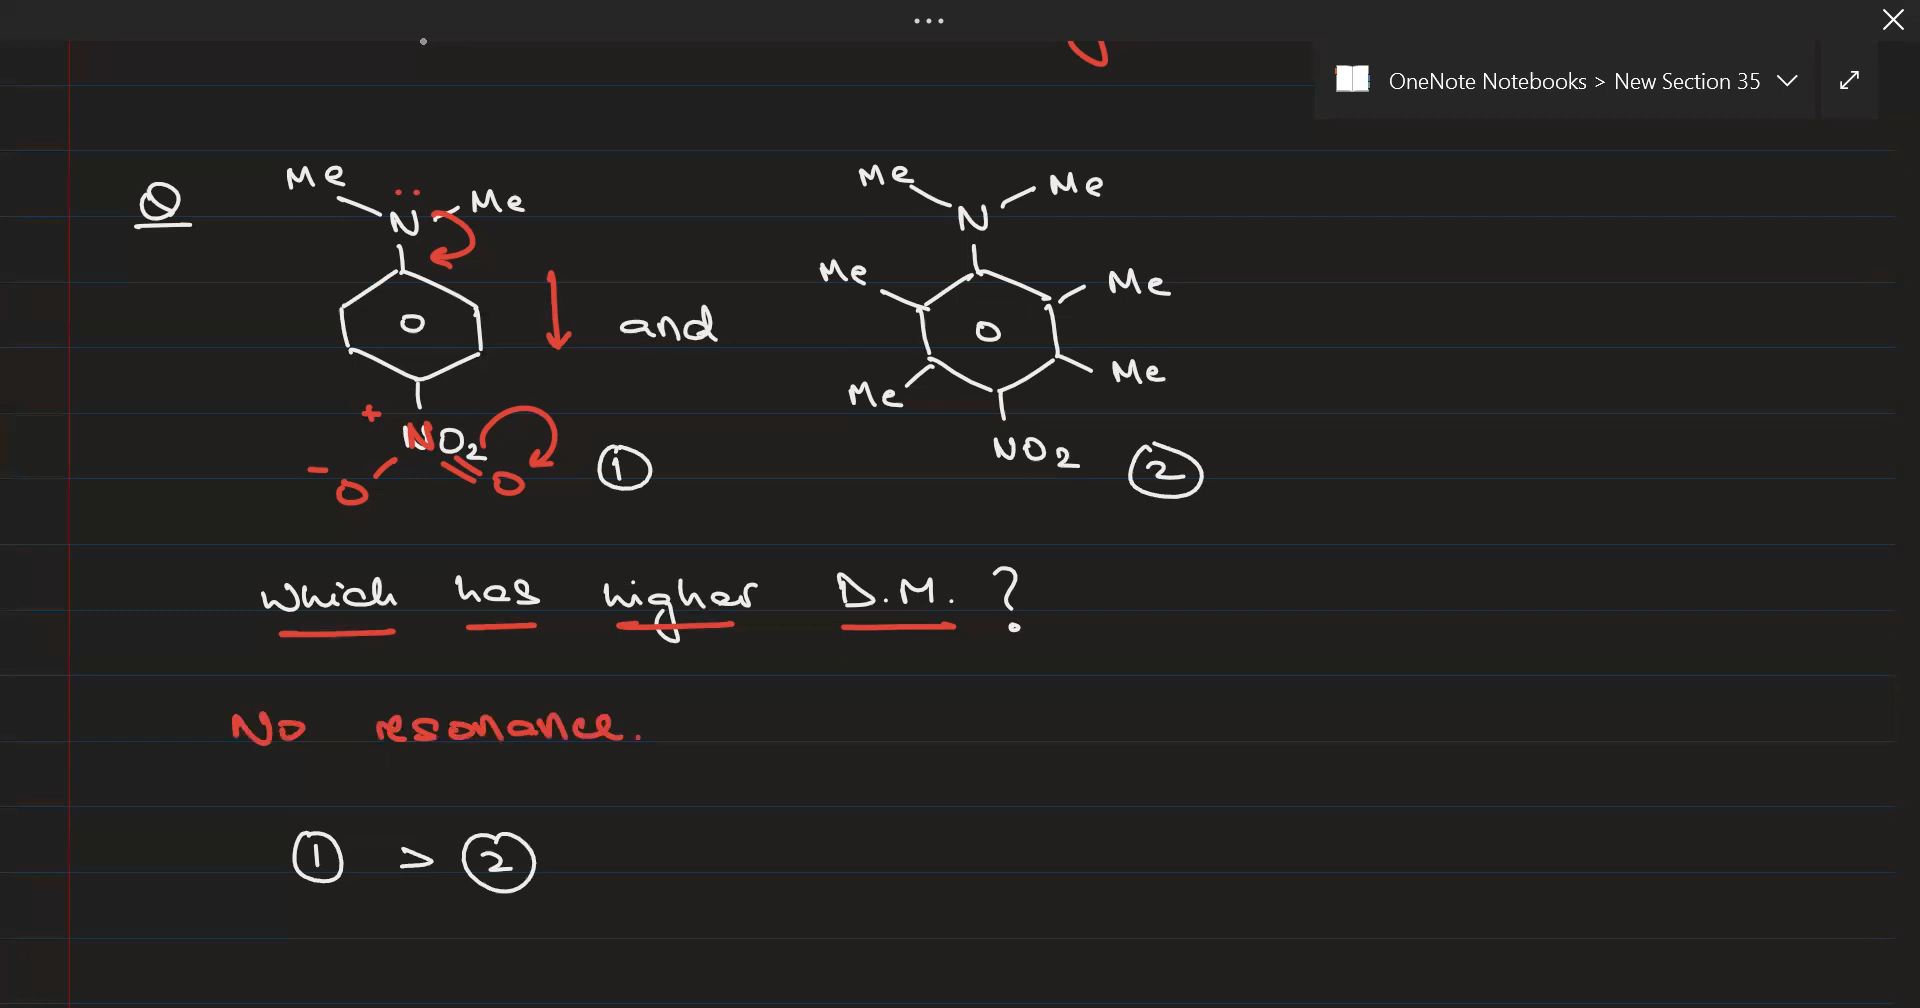 OneNote Notebooks > New Section 35
Q
Me
Me
N
and
+
NO2
N
- O
O
①
Me
Me
N
Me
Me
Me
Me
NO2
②
which has higher D.M. ?
No resonance.
① > ②